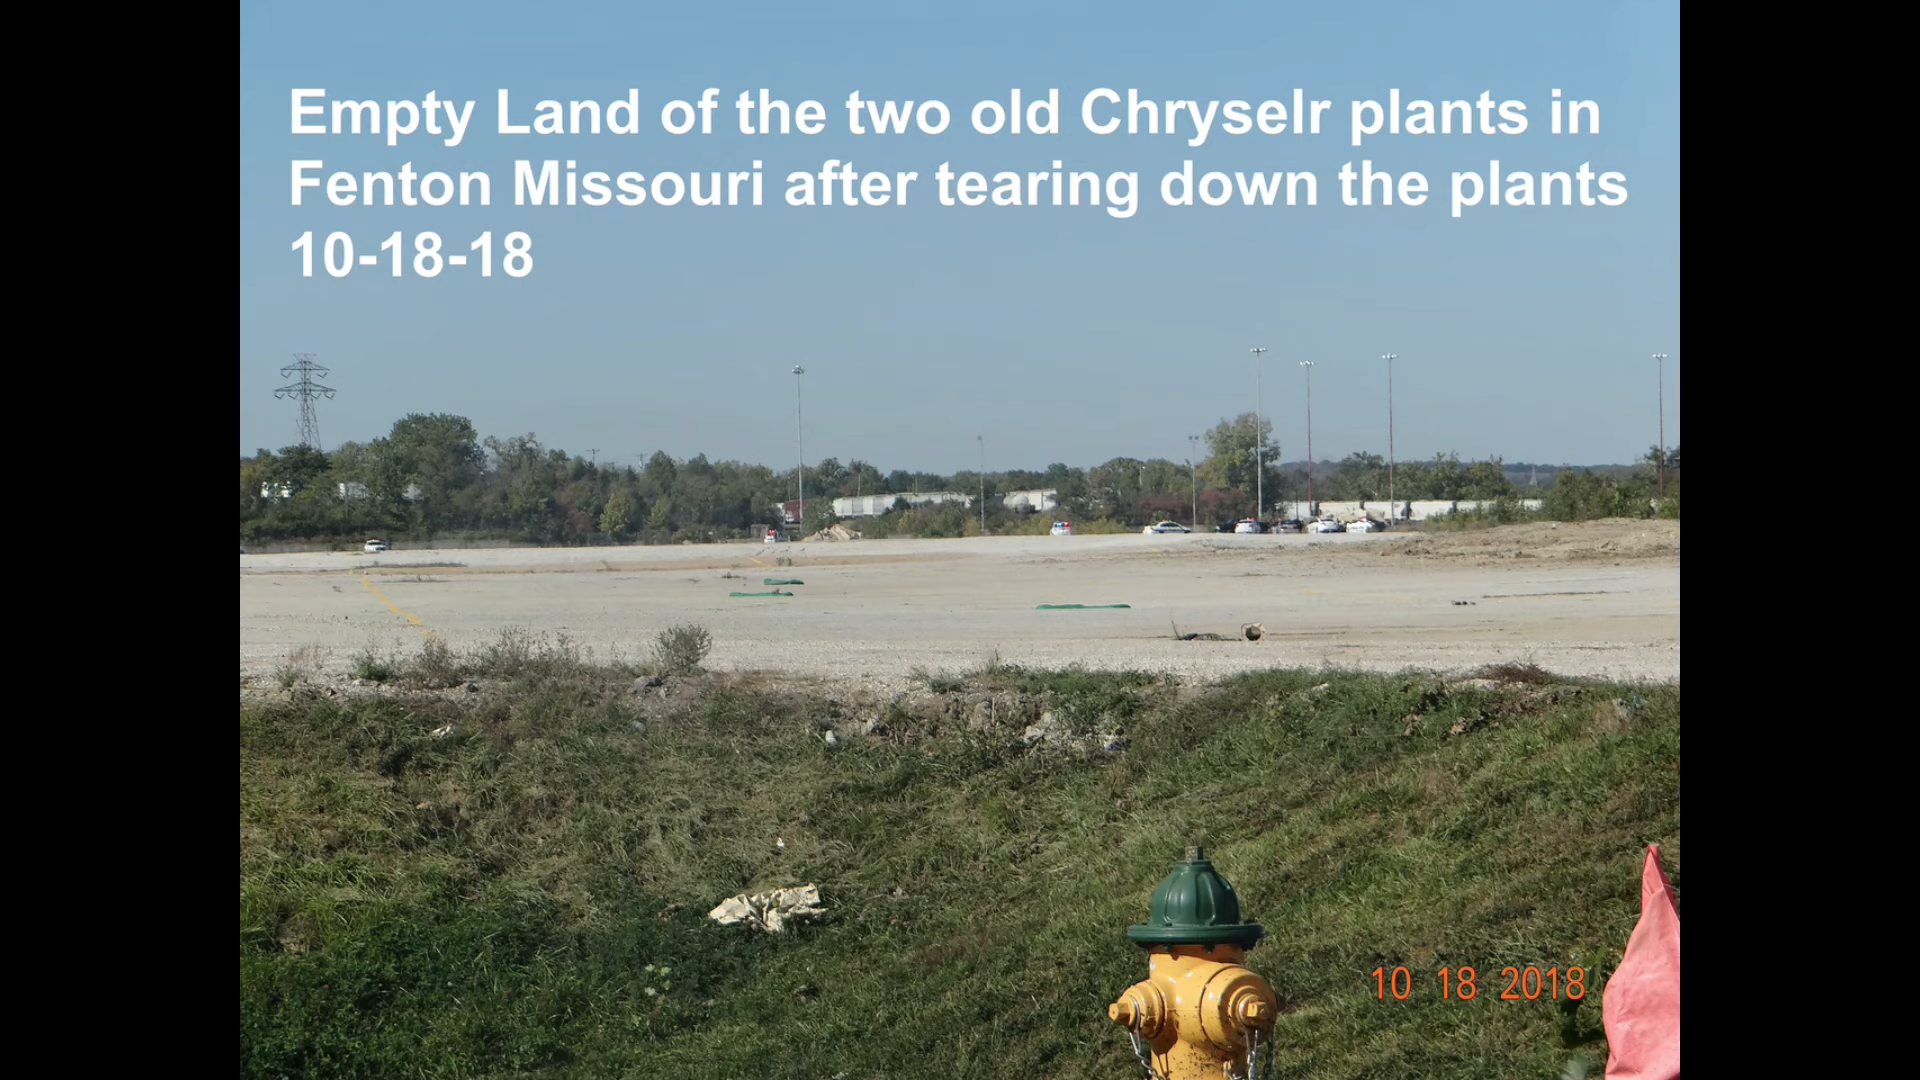 Empty Land of the two old Chryselr plants in
Fenton Missouri after tearing down the plants
10-18-18
10 18 2018